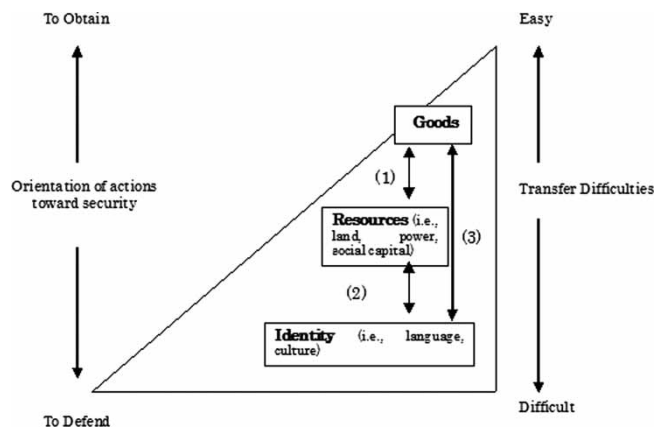 To Obtain
Easy
Goods
(1)
Orientation of actions
toward security
Transfer Difficulties
Resources (i.e.,
land, power,
social capital)
(3)
(2)
Identity (i.e., language,
culture)
To Defend
Difficult